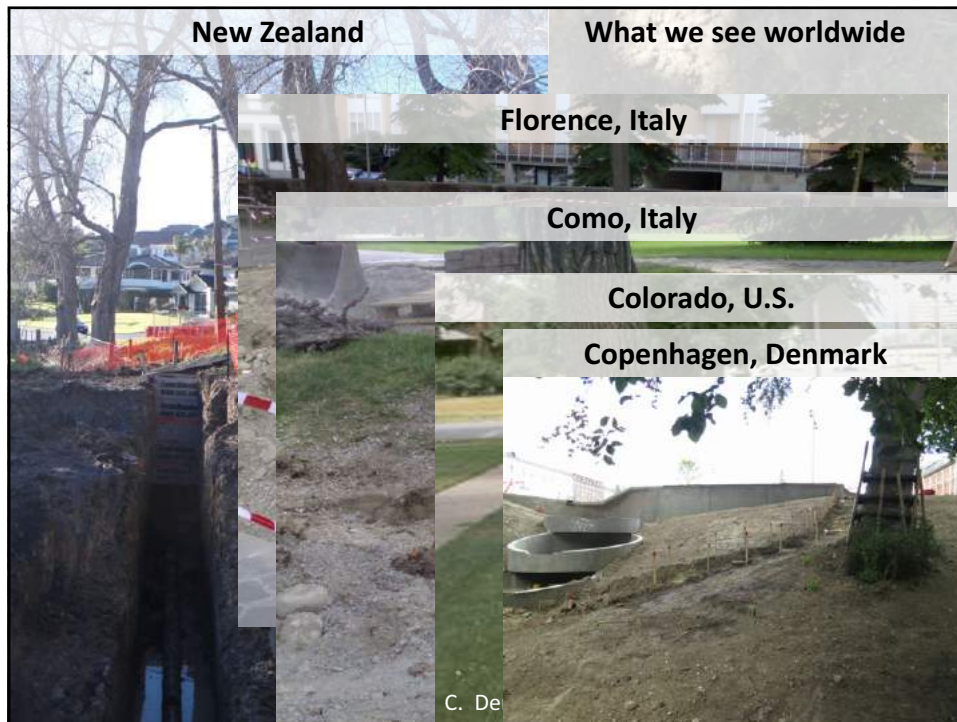 New Zealand
What we see worldwide
Florence, Italy
Como, Italy
Colorado, U.S.
Copenhagen, Denmark
C.